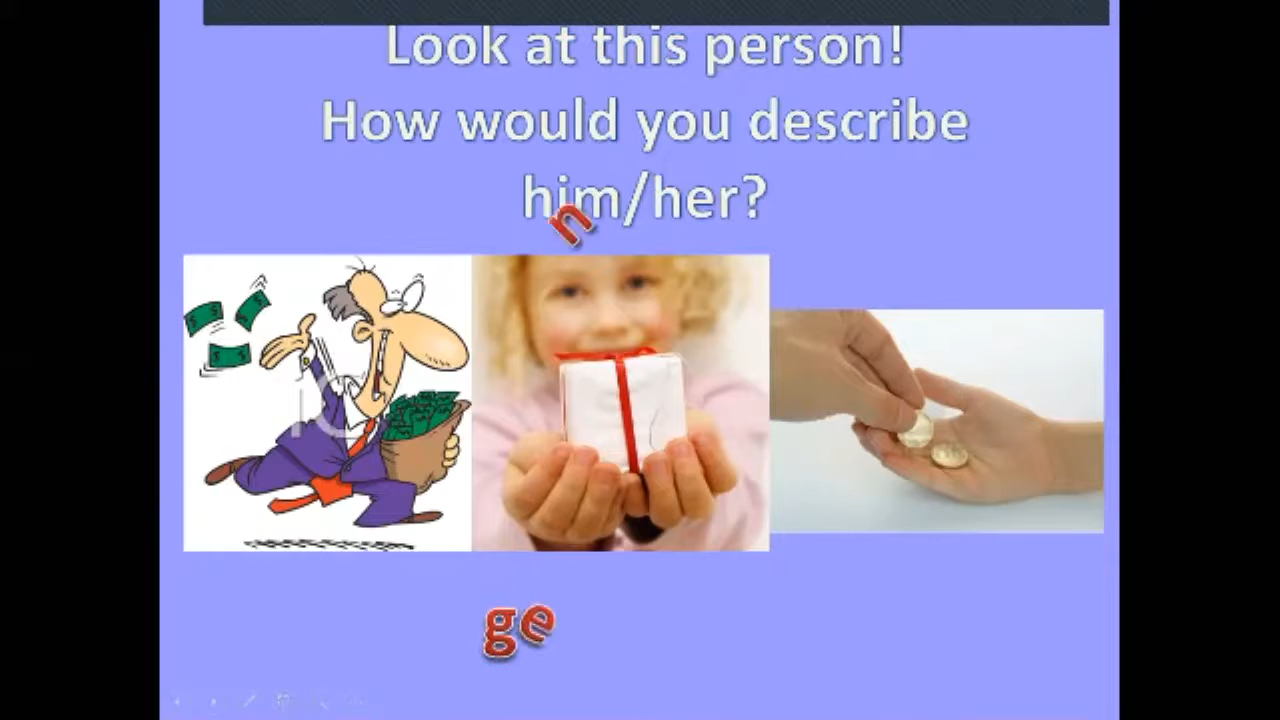 Look at this person!
How would you describe
him/her?
n
ge